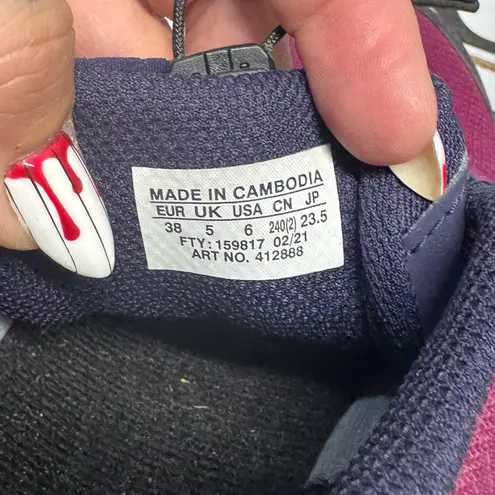 MADE IN CAMBODIA
EUR UK USA CN JP
38 5 6 240(2) 23.5
FTY: 159817 02/21
ART NO. 412888